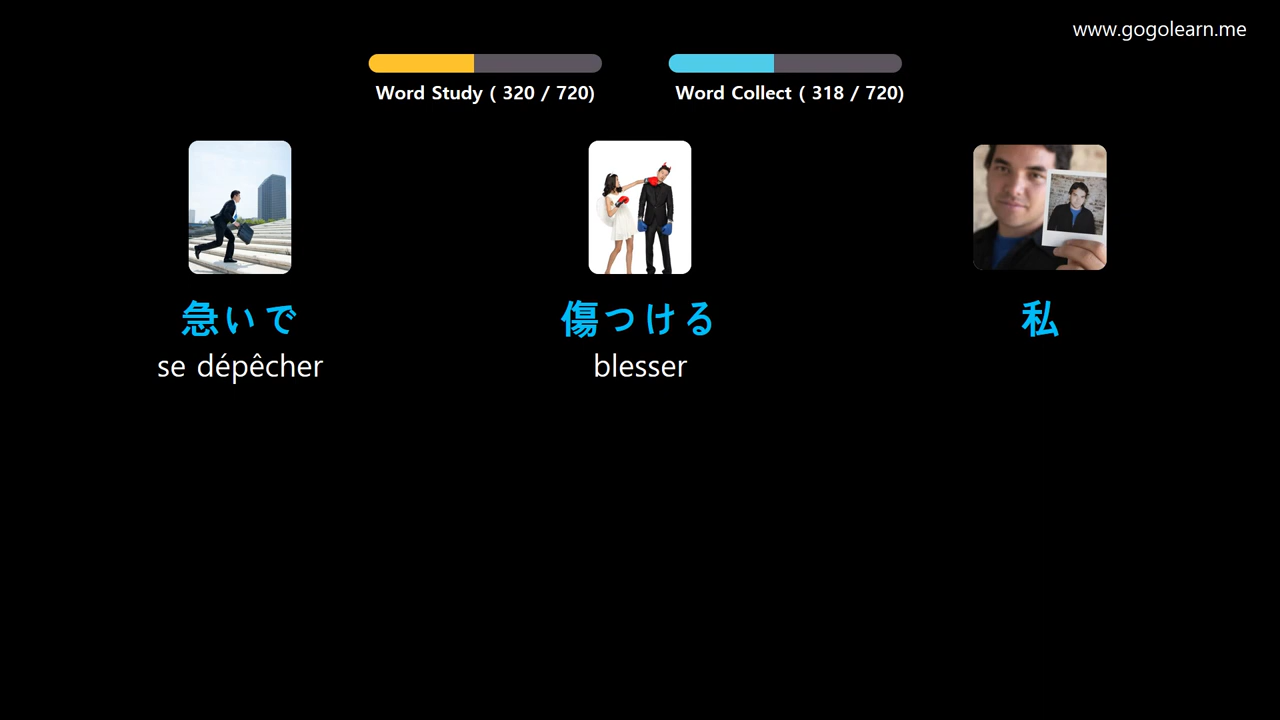 www.gogolearn.me
Word Study ( 320 / 720)
Word Collect ( 318 / 720)
急いで
傷つける
私
se dépêcher
blesser